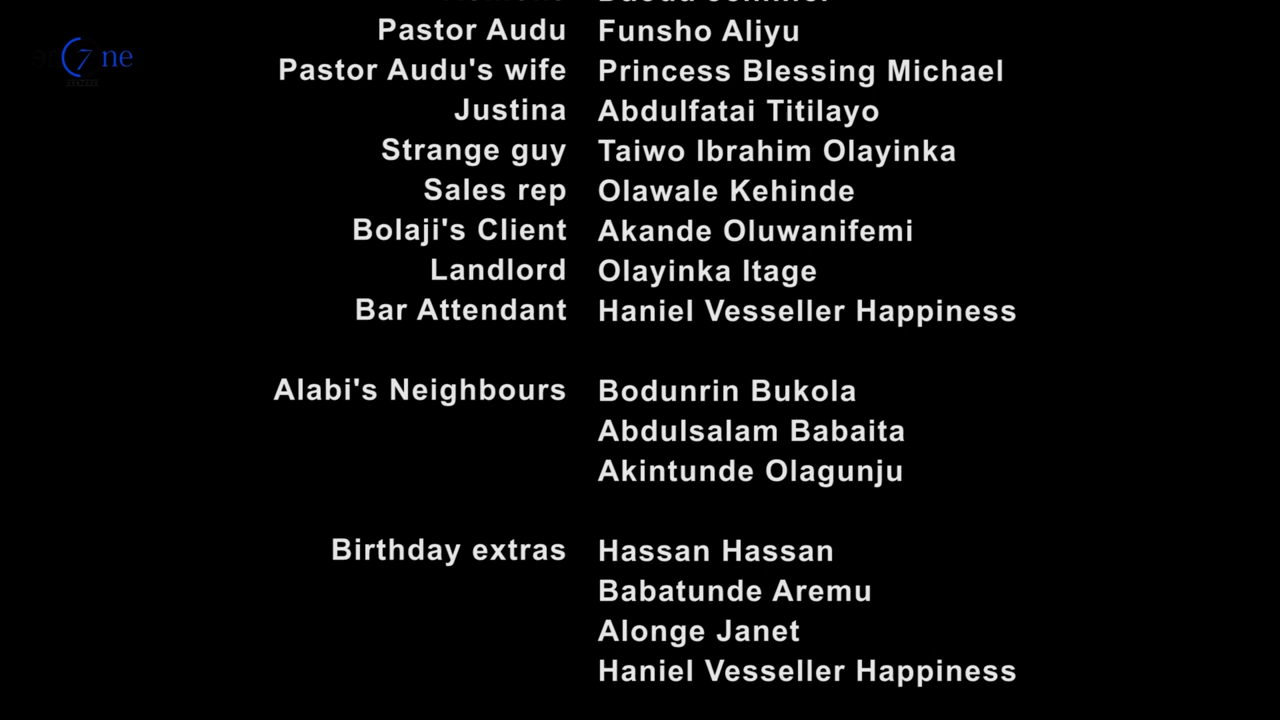 Pastor Audu Funsho Aliyu
Pastor Audu's wife Princess Blessing Michael
Justina Abdulfatai Titilayo
Strange guy Taiwo Ibrahim Olayinka
Sales rep Olawale Kehinde
Bolaji's Client Akande Oluwanifemi
Landlord Olayinka Itage
Bar Attendant Haniel Vesseller Happiness
Alabi's Neighbours Bodunrin Bukola
Abdulsalam Babaita
Akintunde Olagunju
Birthday extras Hassan Hassan
Babatunde Aremu
Alonge Janet
Haniel Vesseller Happiness
7 ne